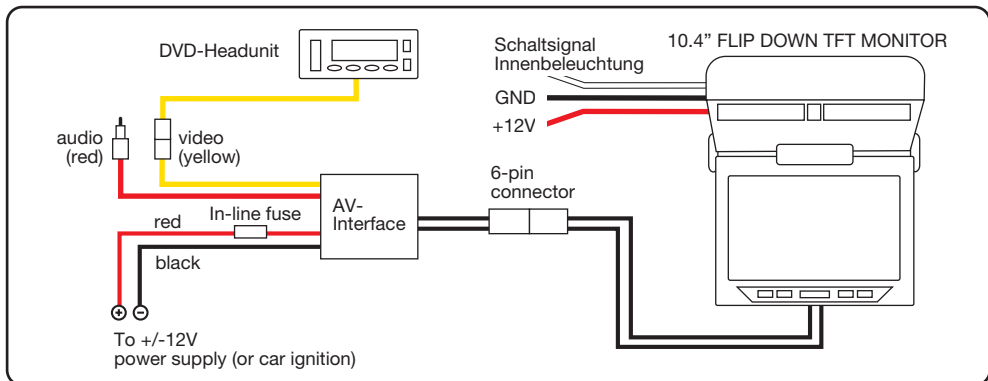 DVD-Headunit
Schaltsignal
Innenbeleuchtung
10.4” FLIP DOWN TFT MONITOR
GND
+12V
audio
(red)
video
(yellow)
6-pin
connector
AV-
Interface
In-line fuse
red
black
+
−
To +/-12V
power supply (or car ignition)